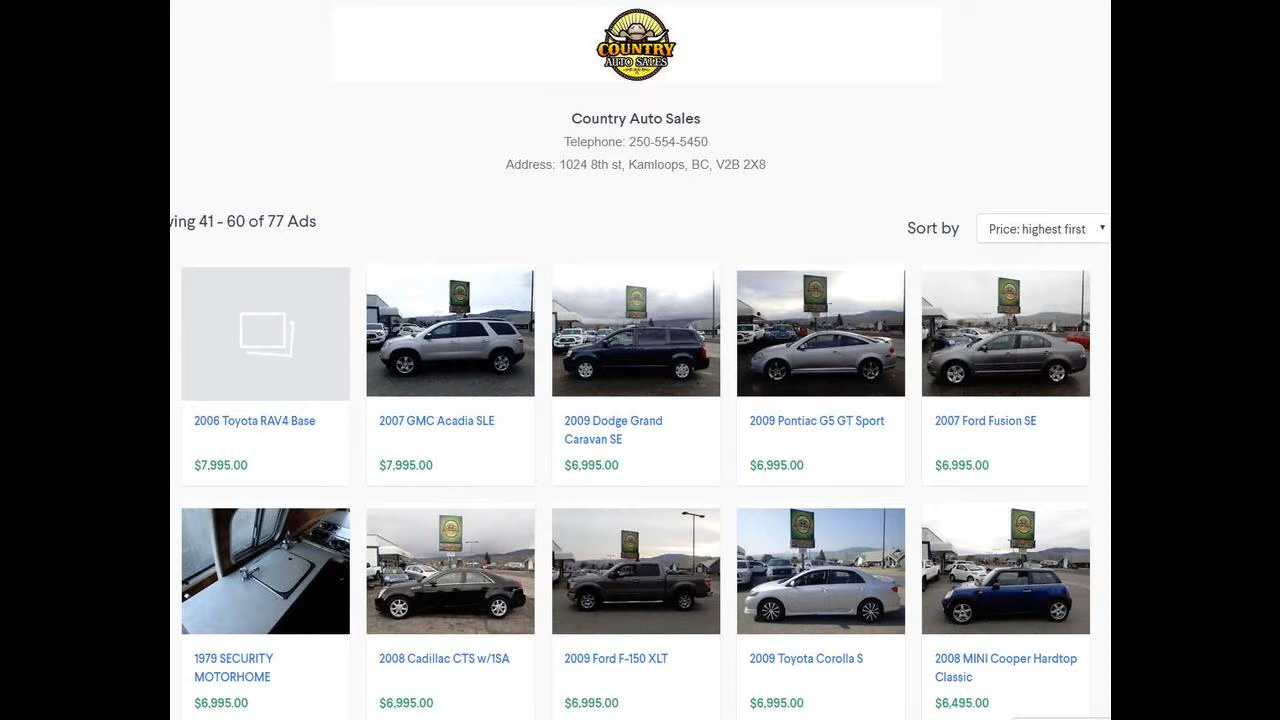 COUNTRY
AUTO SALES
Country Auto Sales
Telephone: 250-554-5450
Address: 1024 8th st, Kamloops, BC, V2B 2X8
wing 41 - 60 of 77 Ads
Sort by
Price: highest first
2006 Toyota RAV4 Base
$7,995.00
2007 GMC Acadia SLE
$7,995.00
2009 Dodge Grand
Caravan SE
$6,995.00
2009 Pontiac G5 GT Sport
$6,995.00
2007 Ford Fusion SE
$6,995.00
1979 SECURITY
MOTORHOME
$6,995.00
2008 Cadillac CTS w/1SA
$6,995.00
2009 Ford F-150 XLT
$6,995.00
2009 Toyota Corolla S
$6,995.00
2008 MINI Cooper Hardtop
Classic
$6,495.00